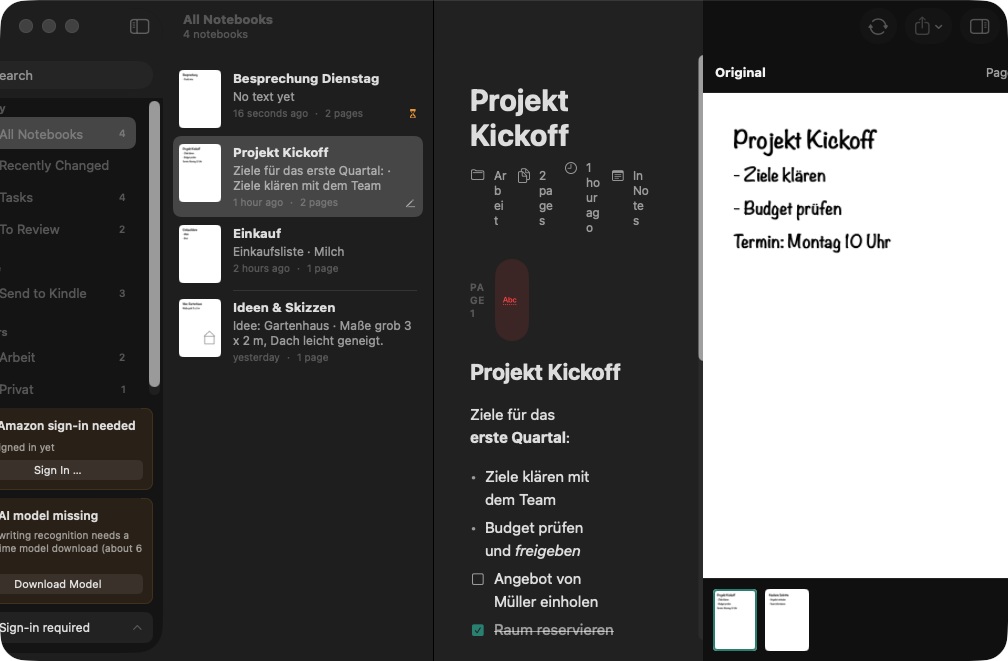 All Notebooks
4 notebooks
earch
y
All Notebooks 4
Recently Changed
Tasks 4
To Review 2
Send to Kindle 3
rs
Arbeit 2
Privat 1
Amazon sign-in needed
igned in yet
Sign In ...
AI model missing
writing recognition needs a
ime model download (about 6
Download Model
Sign-in required
Besprechung Dienstag
No text yet
16 seconds ago · 2 pages
Projekt Kickoff
Ziele für das erste Quartal: ·
Ziele klären mit dem Team
1 hour ago · 2 pages
Einkauf
Einkaufsliste · Milch
2 hours ago · 1 page
Ideen & Skizzen
Idee: Gartenhaus · Maße grob 3
x 2 m, Dach leicht geneigt.
yesterday · 1 page
Projekt
Kickoff
Ar
b
ei
t
2
pa
ge
s
1
ho
ur
ag
o
In
No
te
s
PA
GE
1
Abc
Projekt Kickoff
Ziele für das
erste Quartal:
• Ziele klären mit
dem Team
• Budget prüfen
und freigeben
☐ Angebot von
Müller einholen
☑ Raum reservieren
Original
Pag
Projekt Kickoff
- Ziele klären
- Budget prüfen
Termin: Montag 10 Uhr